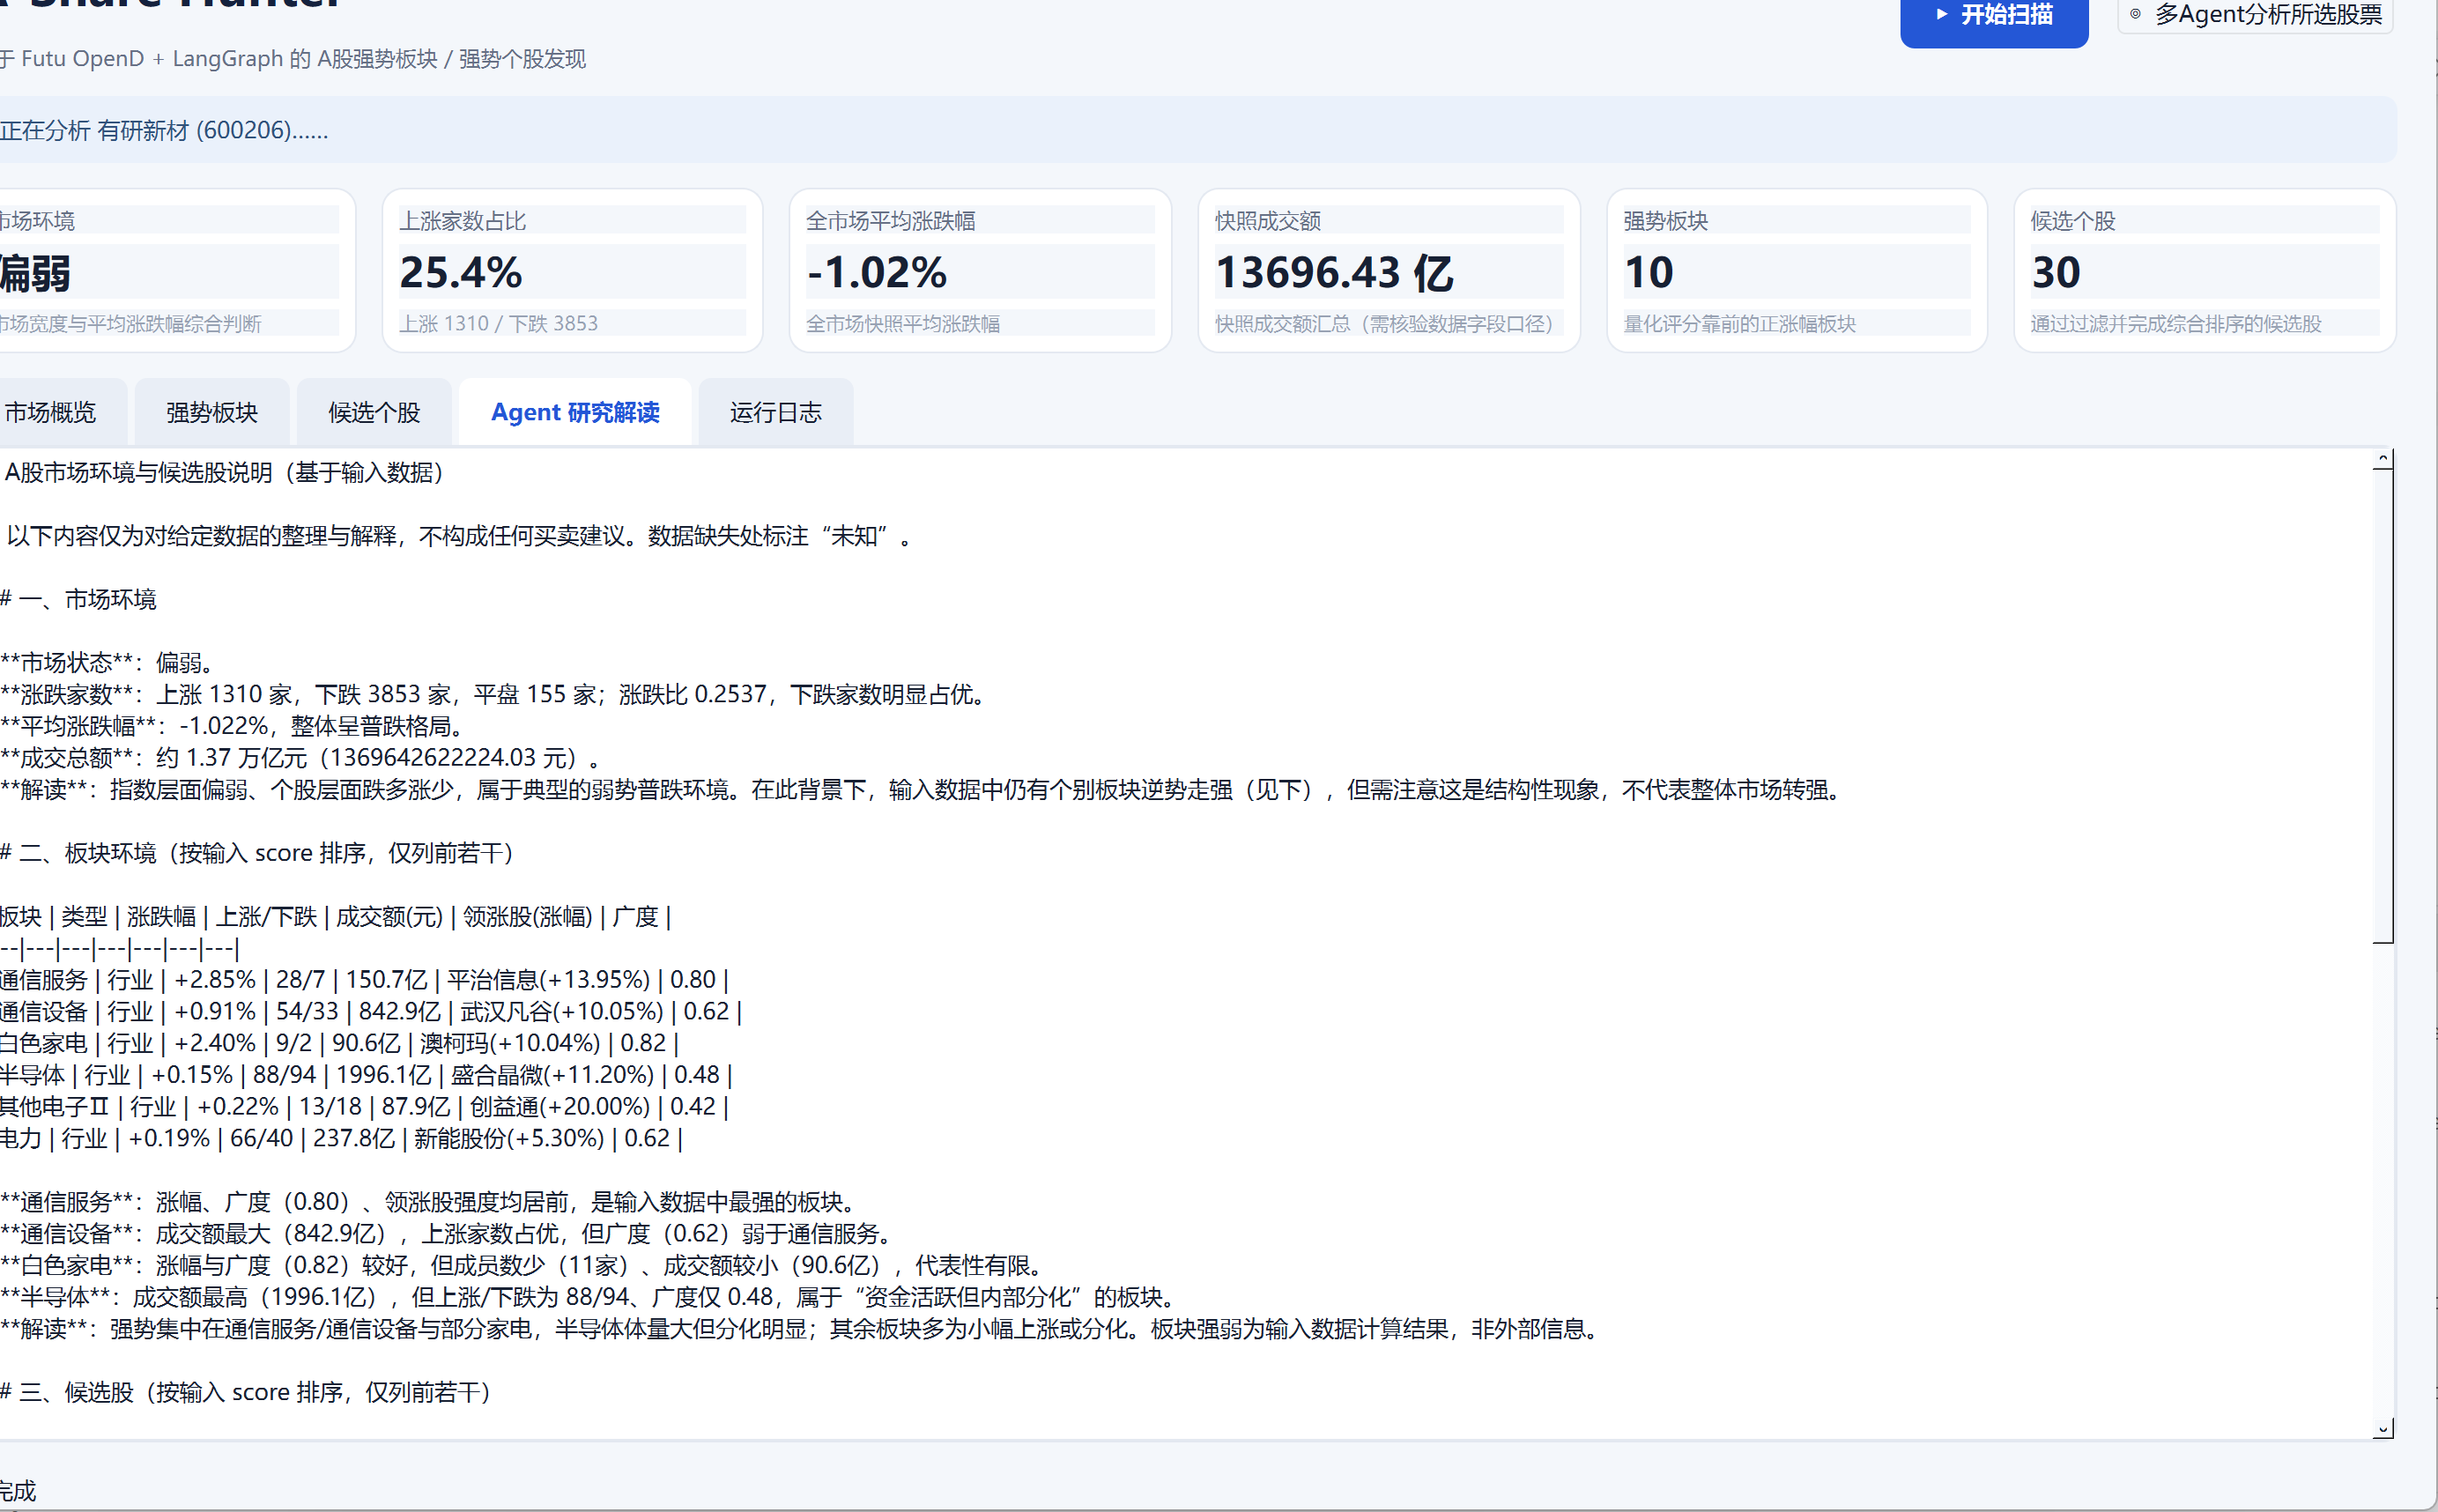 Share Hunter
▶ 开始扫描
◎ 多Agent分析所选股票
于 Futu OpenD + LangGraph 的 A股强势板块 / 强势个股发现
正在分析 有研新材 (600206)......
市场环境
偏弱
市场宽度与平均涨跌幅综合判断
上涨家数占比
25.4%
上涨 1310 / 下跌 3853
全市场平均涨跌幅
-1.02%
全市场快照平均涨跌幅
快照成交额
13696.43 亿
快照成交额汇总（需核验数据字段口径）
强势板块
10
量化评分靠前的正涨幅板块
候选个股
30
通过过滤并完成综合排序的候选股
市场概览
强势板块
候选个股
Agent 研究解读
运行日志
A股市场环境与候选股说明（基于输入数据）
以下内容仅为对给定数据的整理与解释，不构成任何买卖建议。数据缺失处标注“未知”。
# 一、市场环境
**市场状态**：偏弱。
**涨跌家数**：上涨 1310 家，下跌 3853 家，平盘 155 家；涨跌比 0.2537，下跌家数明显占优。
**平均涨跌幅**：-1.022%，整体呈普跌格局。
**成交总额**：约 1.37 万亿元（1369642622224.03 元）。
**解读**：指数层面偏弱、个股层面跌多涨少，属于典型的弱势普跌环境。在此背景下，输入数据中仍有个别板块逆势走强（见下），但需注意这是结构性现象，不代表整体市场转强。
# 二、板块环境（按输入 score 排序，仅列前若干）
板块 | 类型 | 涨跌幅 | 上涨/下跌 | 成交额(元) | 领涨股(涨幅) | 广度 |
--|---|---|---|---|---|---|
通信服务 | 行业 | +2.85% | 28/7 | 150.7亿 | 平治信息(+13.95%) | 0.80 |
通信设备 | 行业 | +0.91% | 54/33 | 842.9亿 | 武汉凡谷(+10.05%) | 0.62 |
白色家电 | 行业 | +2.40% | 9/2 | 90.6亿 | 澳柯玛(+10.04%) | 0.82 |
半导体 | 行业 | +0.15% | 88/94 | 1996.1亿 | 盛合晶微(+11.20%) | 0.48 |
其他电子Ⅱ | 行业 | +0.22% | 13/18 | 87.9亿 | 创益通(+20.00%) | 0.42 |
电力 | 行业 | +0.19% | 66/40 | 237.8亿 | 新能股份(+5.30%) | 0.62 |
**通信服务**：涨幅、广度（0.80）、领涨股强度均居前，是输入数据中最强的板块。
**通信设备**：成交额最大（842.9亿），上涨家数占优，但广度（0.62）弱于通信服务。
**白色家电**：涨幅与广度（0.82）较好，但成员数少（11家）、成交额较小（90.6亿），代表性有限。
**半导体**：成交额最高（1996.1亿），但上涨/下跌为 88/94、广度仅 0.48，属于“资金活跃但内部分化”的板块。
**解读**：强势集中在通信服务/通信设备与部分家电，半导体体量大但分化明显；其余板块多为小幅上涨或分化。板块强弱为输入数据计算结果，非外部信息。
# 三、候选股（按输入 score 排序，仅列前若干）
完成